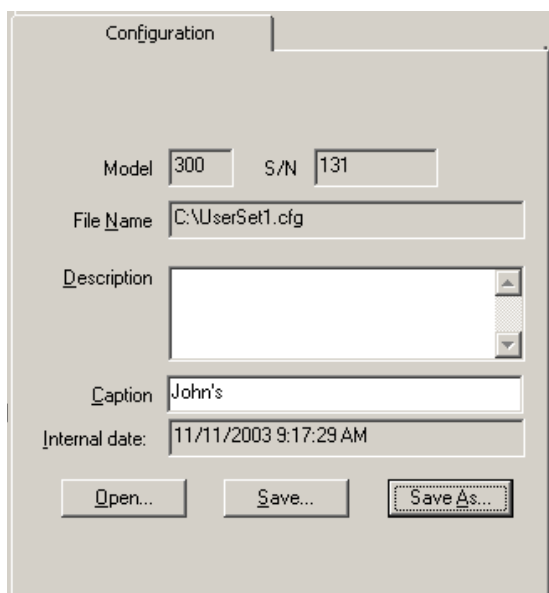 Configuration
Model 300 S/N 131
File Name C:\UserSet1.cfg
Description
Caption John's
Internal date: 11/11/2003 9:17:29 AM
Open... Save... Save As...